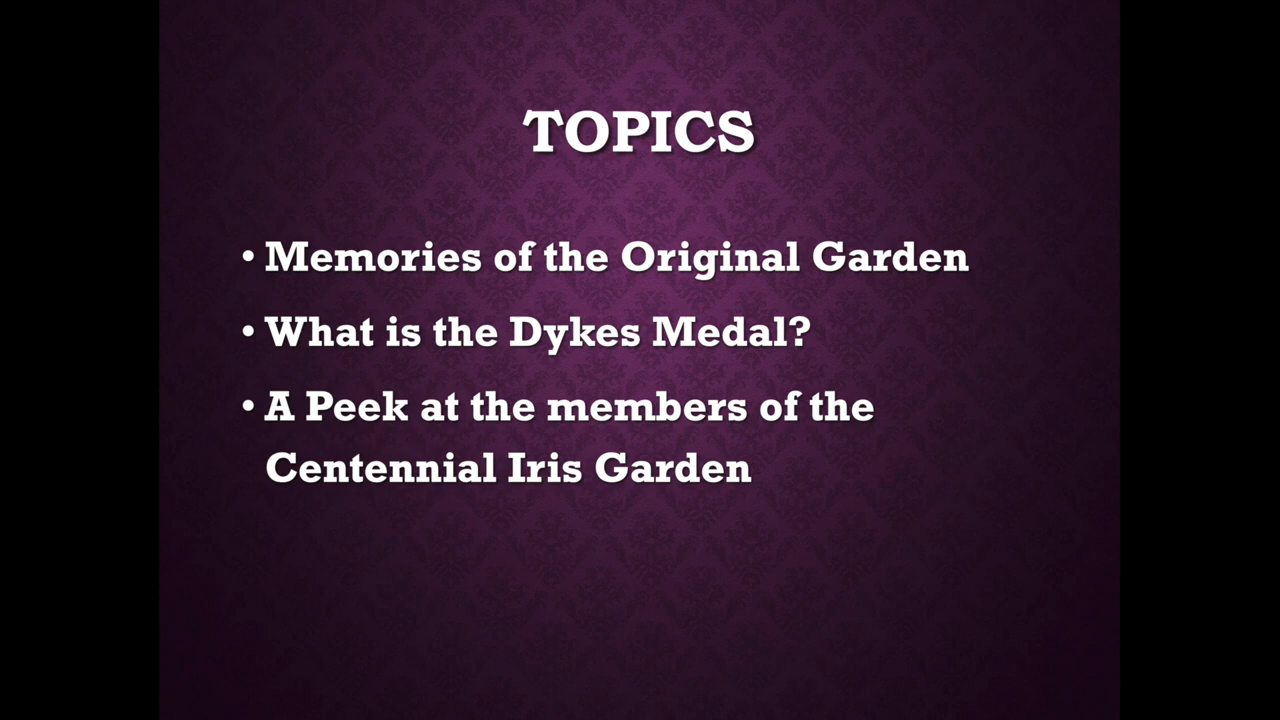 TOPICS
• Memories of the Original Garden
• What is the Dykes Medal?
• A Peek at the members of the
Centennial Iris Garden